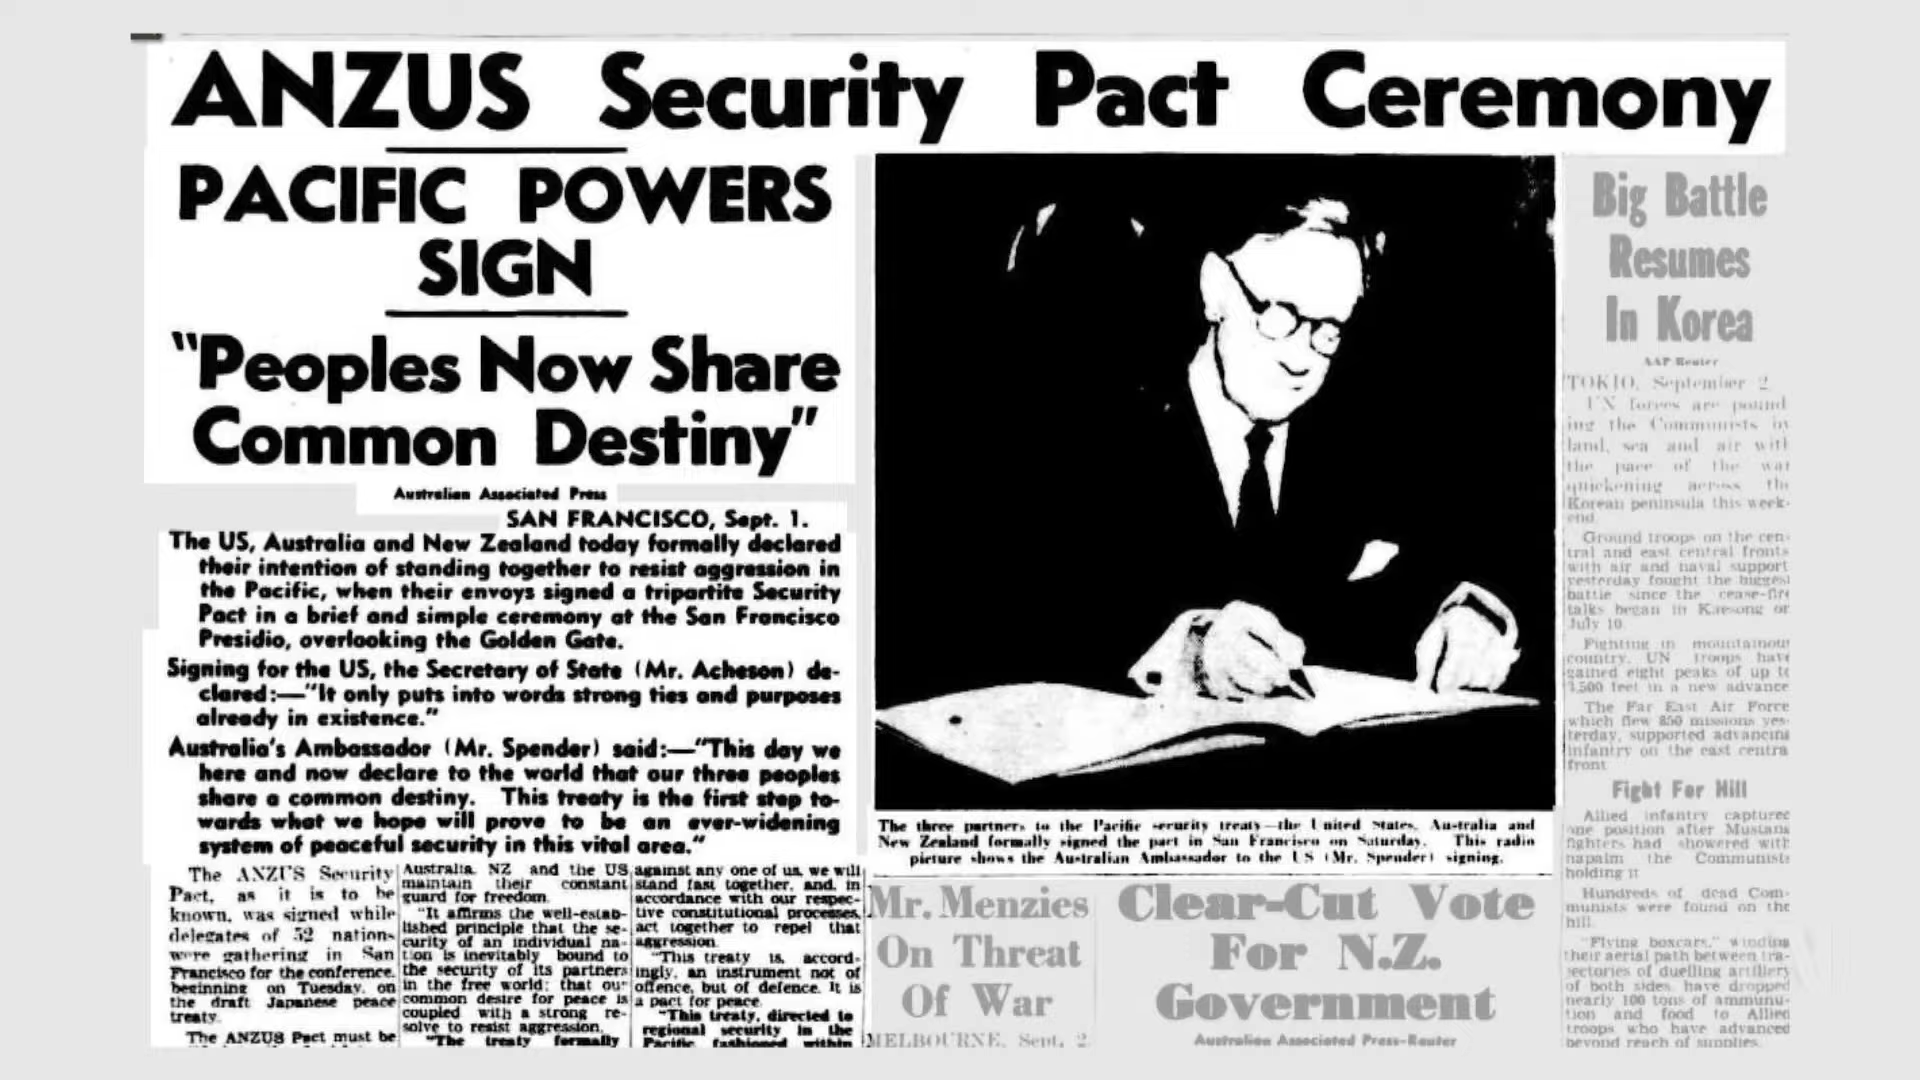 ANZUS Security Pact Ceremony
PACIFIC POWERS
SIGN
"Peoples Now Share
Common Destiny"
Australian Associated Press
SAN FRANCISCO, Sept. 1.
The US, Australia and New Zealand today formally declared
their intention of standing together to resist aggression in
the Pacific, when their envoys signed a tripartite Security
Pact in a brief and simple ceremony at the San Francisco
Presidio, overlooking the Golden Gate.
Signing for the US, the Secretary of State (Mr. Acheson) de-
clared:—"It only puts into words strong ties and purposes
already in existence."
Australia's Ambassador (Mr. Spender) said:—"This day we
here and now declare to the world that our three peoples
share a common destiny. This treaty is the first step to-
wards what we hope will prove to be an ever-widening
system of peaceful security in this vital area."
The ANZUS Security
Pact, as it is to be
known, was signed while
delegates of 52 nations
were gathering in San
Francisco for the conference,
beginning on Tuesday, on
the draft Japanese peace
treaty.
The ANZUS Pact must be
Australia, NZ and the US
maintain their constant
guard for freedom.
"It affirms the well-estab-
lished principle that the se-
curity of an individual na-
tion is inevitably bound to
the security of its partners
in the free world; that our
common desire for peace is
coupled with a strong re-
solve to resist aggression.
"The treaty formally
against any one of us, we will
stand fast together, and, in
accordance with our respec-
tive constitutional processes,
act together to repel that
aggression.
"This treaty is, accord-
ingly, an instrument not of
offence, but of defence. It is
a pact for peace.
"This treaty, directed to
regional security in the
Pacific fashioned within
The three partners to the Pacific security treaty—the United States, Australia and
New Zealand formally signed the pact in San Francisco on Saturday. This radio
picture shows the Australian Ambassador to the US (Mr. Spender) signing.
Mr. Menzies
On Threat
Of War
MELBOURNE, Sept. 2
Clear-Cut Vote
For N.Z.
Government
Australian Associated Press-Reuter
Big Battle
Resumes
In Korea
AAP-Reuter
TOKIO, September 2
UN forces are pound
ing the Communists by
land, sea and air with
the pace of the war
quickening across the
Korean peninsula this week-
end.
Ground troops on the cen-
tral and east central fronts
with air and naval support
yesterday fought the biggest
battle since the cease-fire
talks began in Kaesong on
July 10.
Fighting in mountainous
country, UN troops have
gained eight peaks of up to
3,500 feet in a new advance
The Far East Air Force
which flew 850 missions yes-
terday, supported advancing
infantry on the east centra
front
Fight For Hill
Allied infantry captured
one position after Mustang
fighters had showered with
napalm the Communists
holding it
Hundreds of dead Com-
munists were found on the
hill.
"Flying boxcars," winding
their aerial path between tra-
jectories of duelling artillery
of both sides, have dropped
nearly 100 tons of ammuni-
tion and food to Allied
troops who have advanced
beyond reach of supplies.